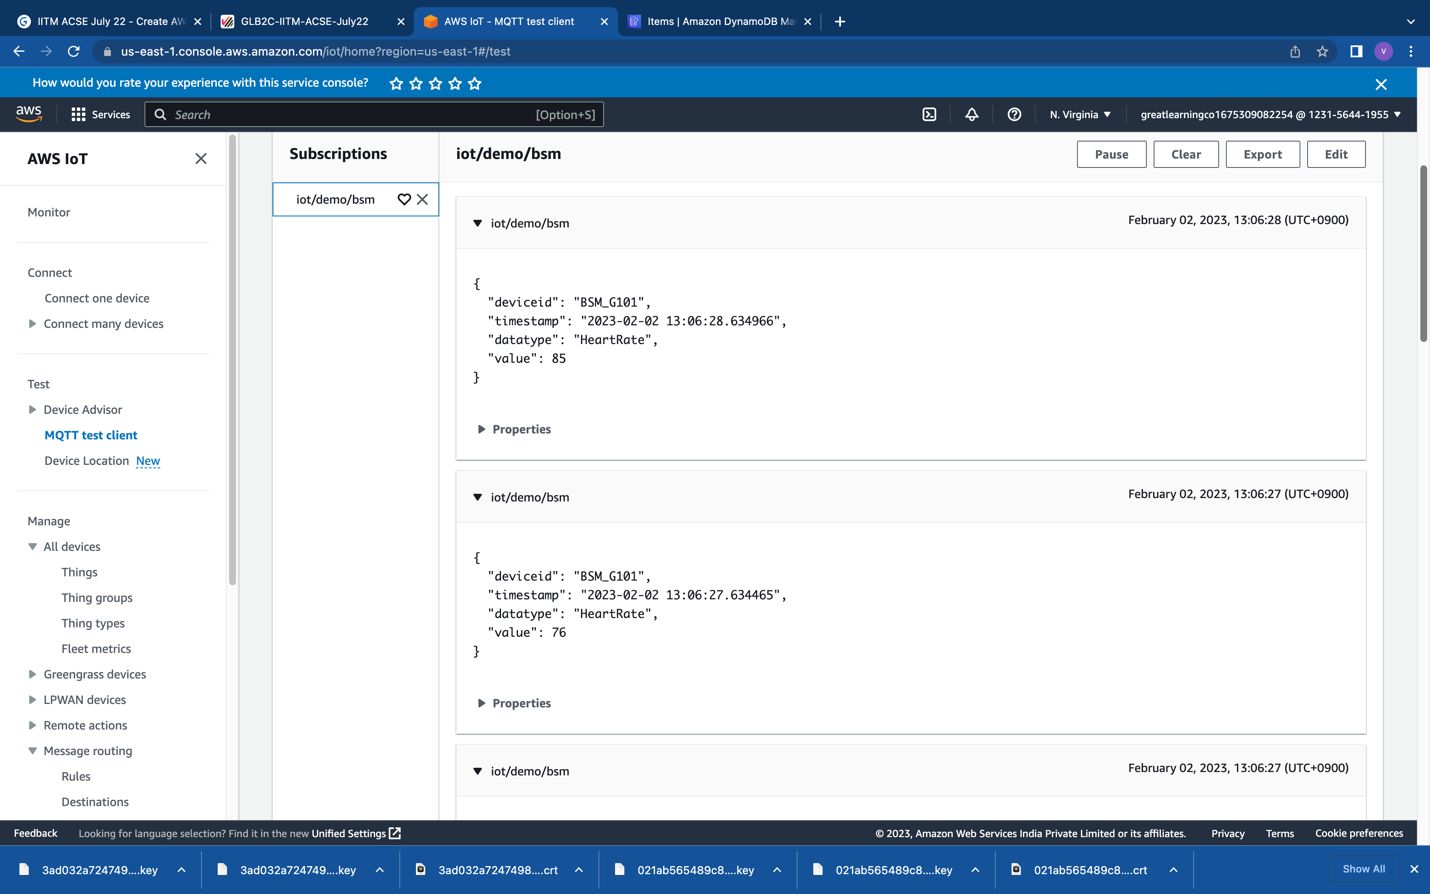 IITM ACSE July 22 - Create AW
GLB2C-IITM-ACSE-July22
AWS IoT - MQTT test client
Items | Amazon DynamoDB Ma
us-east-1.console.aws.amazon.com/iot/home?region=us-east-1#/test
V
How would you rate your experience with this service console?
aws
Services
Search
[Option+S]
N. Virginia
greatlearningco1675309082254 @ 1231-5644-1955
AWS IoT
Monitor
Connect
Connect one device
Connect many devices
Test
Device Advisor
MQTT test client
Device Location New
Manage
All devices
Things
Thing groups
Thing types
Fleet metrics
Greengrass devices
LPWAN devices
Remote actions
Message routing
Rules
Destinations
Subscriptions
iot/demo/bsm
iot/demo/bsm
Pause
Clear
Export
Edit
iot/demo/bsm
February 02, 2023, 13:06:28 (UTC+0900)
{
"deviceid": "BSM_G101",
"timestamp": "2023-02-02 13:06:28.634966",
"datatype": "HeartRate",
"value": 85
}
Properties
iot/demo/bsm
February 02, 2023, 13:06:27 (UTC+0900)
{
"deviceid": "BSM_G101",
"timestamp": "2023-02-02 13:06:27.634465",
"datatype": "HeartRate",
"value": 76
}
Properties
iot/demo/bsm
February 02, 2023, 13:06:27 (UTC+0900)
Feedback
Looking for language selection? Find it in the new Unified Settings
© 2023, Amazon Web Services India Private Limited or its affiliates.
Privacy
Terms
Cookie preferences
3ad032a724749....key
3ad032a724749....key
3ad032a7247498....crt
021ab565489c8....key
021ab565489c8....key
021ab565489c8....crt
Show All